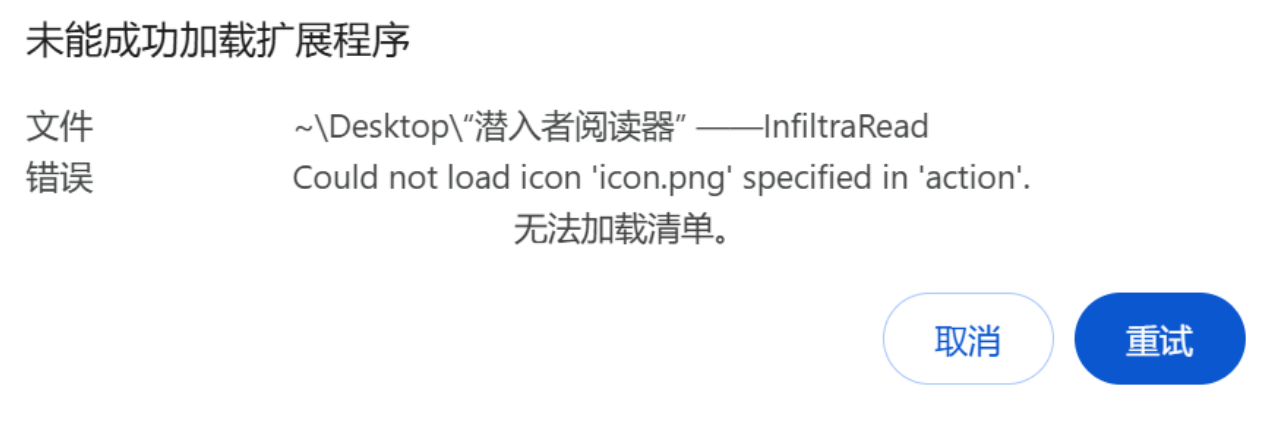 未能成功加载扩展程序
文件 ~\Desktop\“潜入者阅读器” ——InfiltraRead
错误 Could not load icon 'icon.png' specified in 'action'.
无法加载清单。
取消 重试